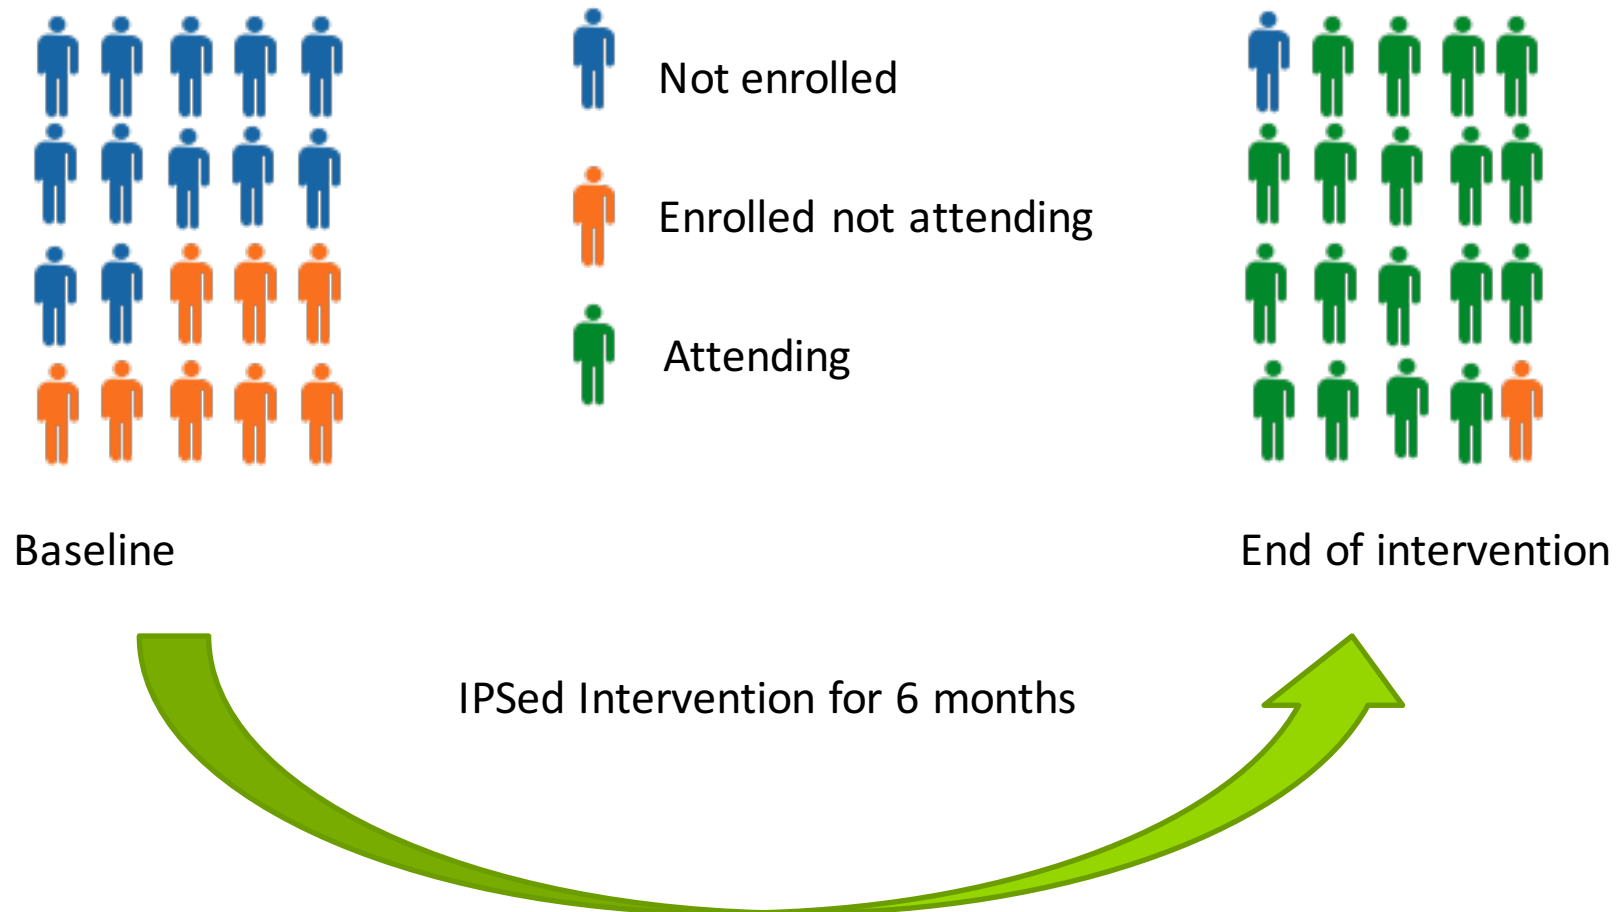 Not enrolled
Enrolled not attending
Attending
Baseline
End of intervention
IPSed Intervention for 6 months